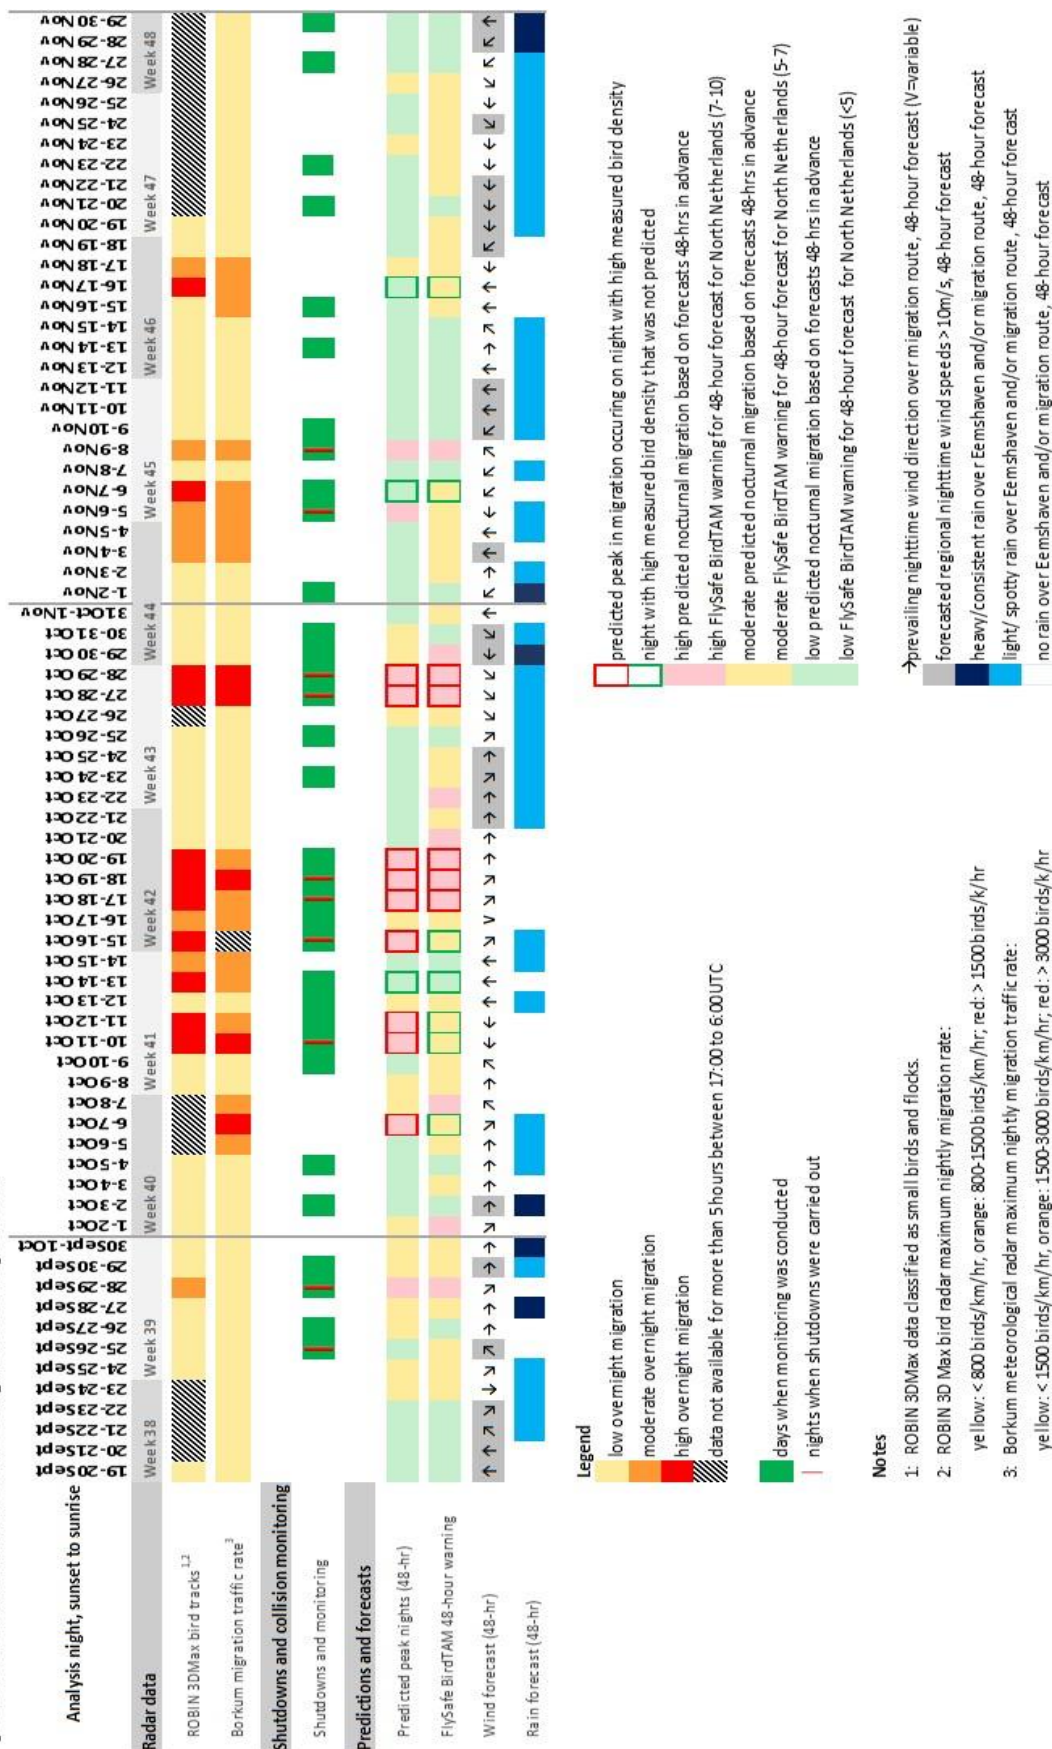 Analysis night, sunset to sunrise
19-20Sept
20-21Sept
21-22Sept
22-23Sept
23-24Sept
24-25Sept
25-26Sept
26-27Sept
27-28Sept
28-29Sept
29-30Sept
30Sept-1Oct
1-2Oct
2-3Oct
3-4Oct
4-5Oct
5-6Oct
6-7Oct
7-8Oct
8-9Oct
9-10Oct
10-11Oct
11-12Oct
12-13Oct
13-14Oct
14-15Oct
15-16Oct
16-17Oct
17-18Oct
18-19Oct
19-20Oct
20-21Oct
21-22Oct
22-23Oct
23-24Oct
24-25Oct
25-26Oct
26-27Oct
27-28Oct
28-29Oct
29-30Oct
30-31Oct
31Oct-1Nov
1-2Nov
2-3Nov
3-4Nov
4-5Nov
5-6Nov
6-7Nov
7-8Nov
8-9Nov
9-10Nov
10-11Nov
11-12Nov
12-13Nov
13-14Nov
14-15Nov
15-16Nov
16-17Nov
17-18Nov
18-19Nov
19-20Nov
20-21Nov
21-22Nov
22-23Nov
23-24Nov
24-25Nov
25-26Nov
26-27Nov
27-28Nov
28-29Nov
29-30Nov
Radar data
Week38 Week 39 Week 40 Week 41 Week 42 Week 43 Week 44 Week 45 Week 46 Week 47 Week 48
ROBIN 3DMax bird tracks 1,2
Borkum migration traffic rate3
Shutdowns and collision monitoring
Shutdowns and monitoring
Predictions and forecasts
Predicted peak nights (48-hr)
FlySafe BirdTAM 48-hour warning
Wind forecast (48-hr)
V
Rain forecast (48-hr)
Legend
low overnight migration
moderate overnight migration
high overnight migration
data not available for more than 5hours between 17:00 to 6:00UTC
days when monitoring was conducted
nights when shutdowns were carried out
predicted peak in migration occuring on night with high measured bird density
night with high measured bird density that was not predicted
high predicted nocturnal migration based on forecasts 48-hrs in advance
high FlySafe BirdTAM warning for 48-hour forecast for North Netherlands (7-10)
moderate predicted nocturnal migration based on forecasts 48-hrs in advance
moderate FlySafe BirdTAM warning for 48-hour forecast for North Netherlands (5-7)
low predicted nocturnal migration based on forecasts 48-hrs in advance
low FlySafe BirdTAM warning for 48-hour forecast for North Netherlands (<5)
→prevailing nighttime wind direction over migration route, 48-hour forecast (V=variable)
forecasted regional nighttime wind speeds >10m/s, 48-hour forecast
heavy/consistent rain over Eemshaven and/or migration route, 48-hour forecast
light/ spotty rain over Eemshaven and/or migration route, 48-hour forecast
no rain over Eemshaven and/or migration route, 48-hour forecast
Notes
1: ROBIN 3DMax data classified as small birds and flocks.
2: ROBIN 3D Max bird radar maximum nightly migration rate:
yellow: < 800 birds/km/hr, orange: 800-1500birds/km/hr; red: > 1500birds/k/hr
3: Borkum meteorological radar maximum nightly migration traffic rate:
yellow: < 1500 birds/km/hr, orange: 1500-3000 birds/km/hr; red: > 3000 birds/k/hr